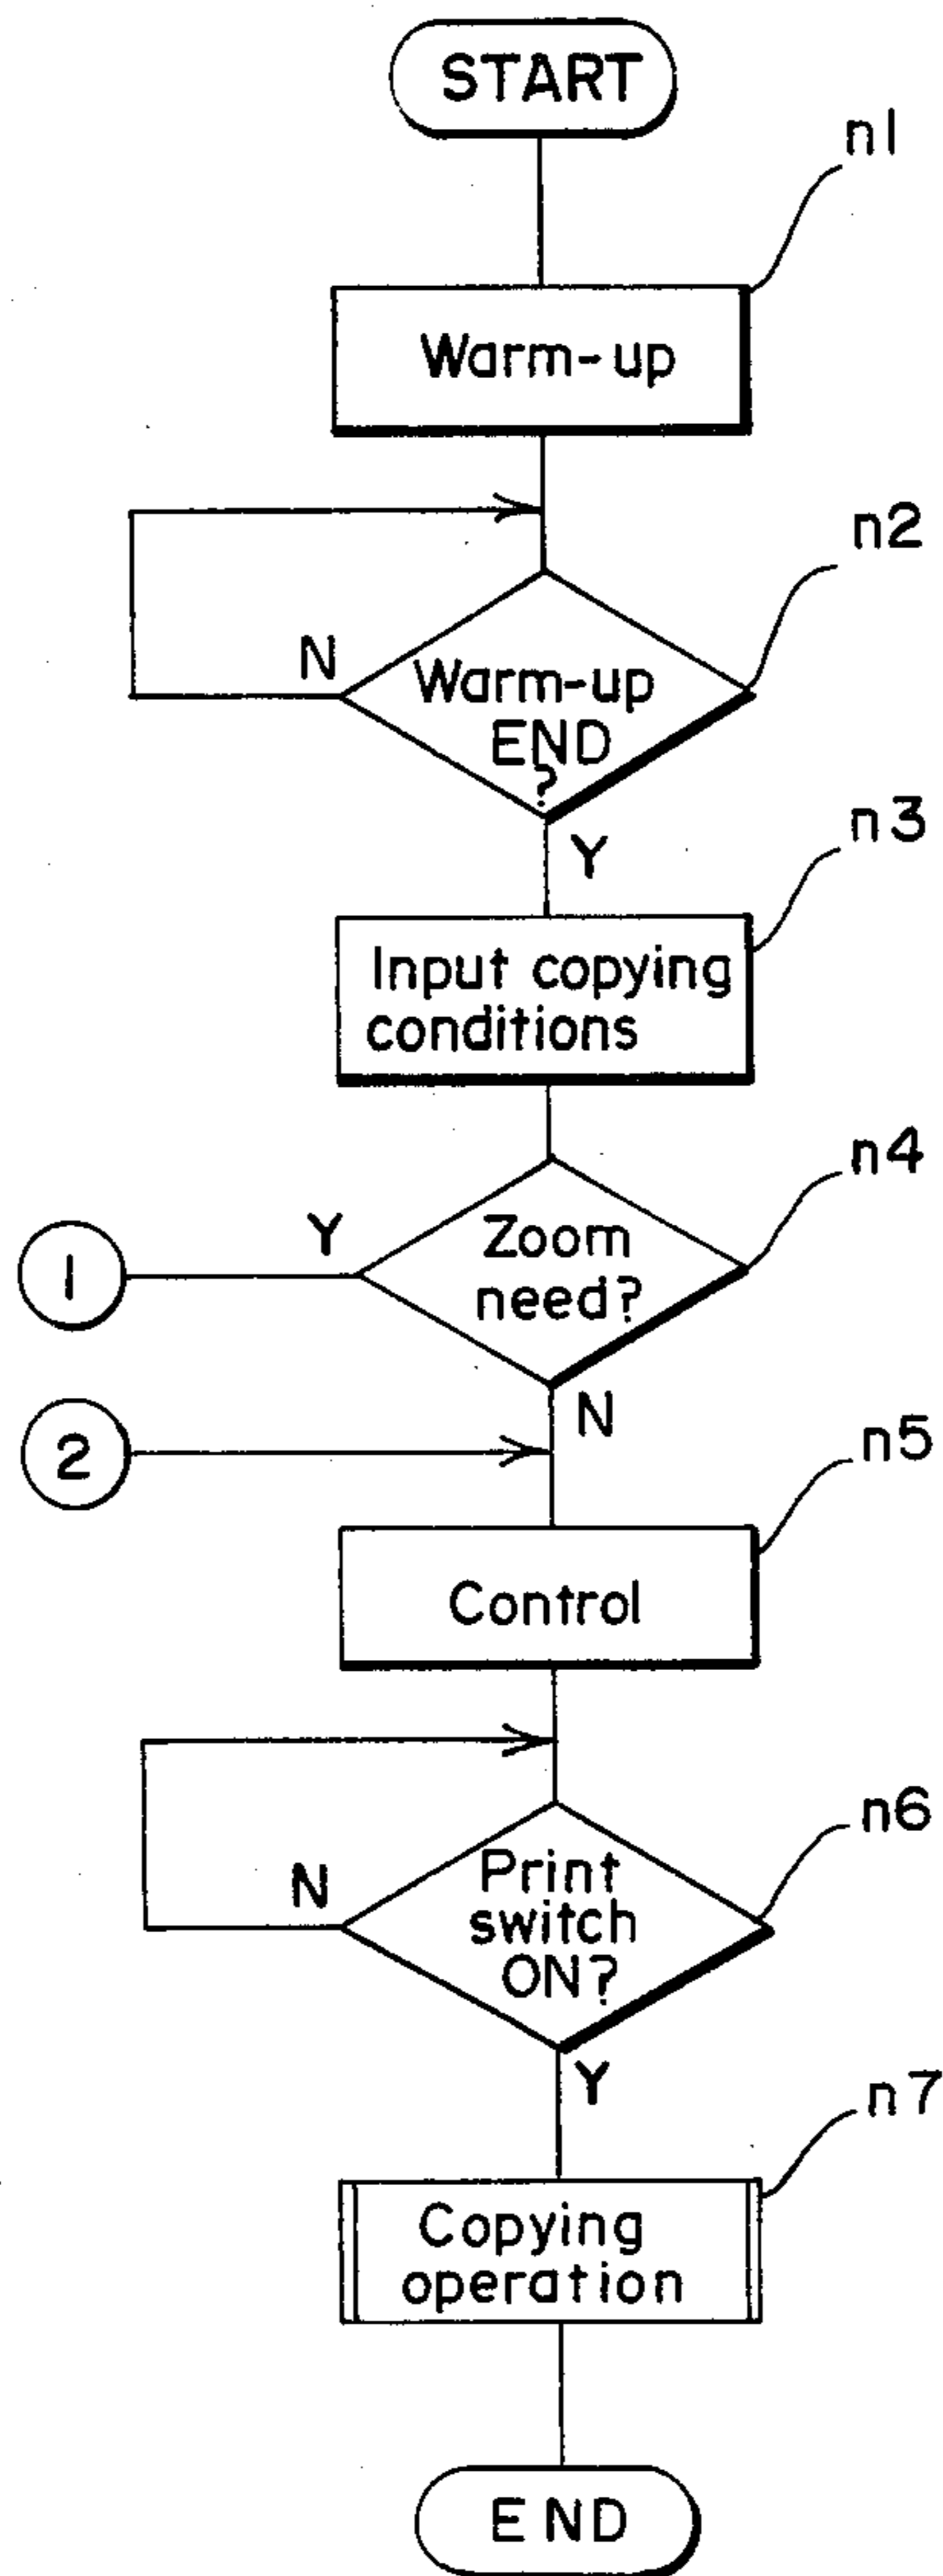 START
n1
Warm-up
n2
N
Warm-up
END
?
Y
n3
Input copying
conditions
n4
Y
Zoom
need?
1
N
2
n5
Control
n6
N
Print
switch
ON?
Y
n7
Copying
operation
END